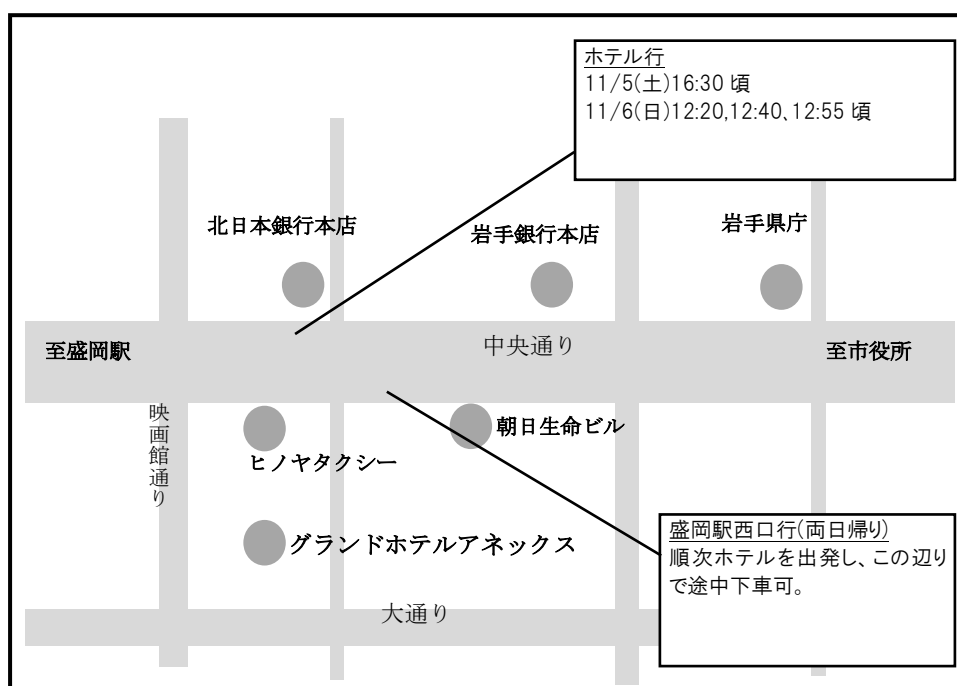 ホテル行
11/5(土)16:30 頃
11/6(日)12:20,12:40、12:55 頃
北日本銀行本店
岩手銀行本店
岩手県庁
至盛岡駅
中央通り
至市役所
映画館通り
朝日生命ビル
ヒノヤタクシー
グランドホテルアネックス
盛岡駅西口行(両日帰り)
順次ホテルを出発し、この辺り
で途中下車可。
大通り